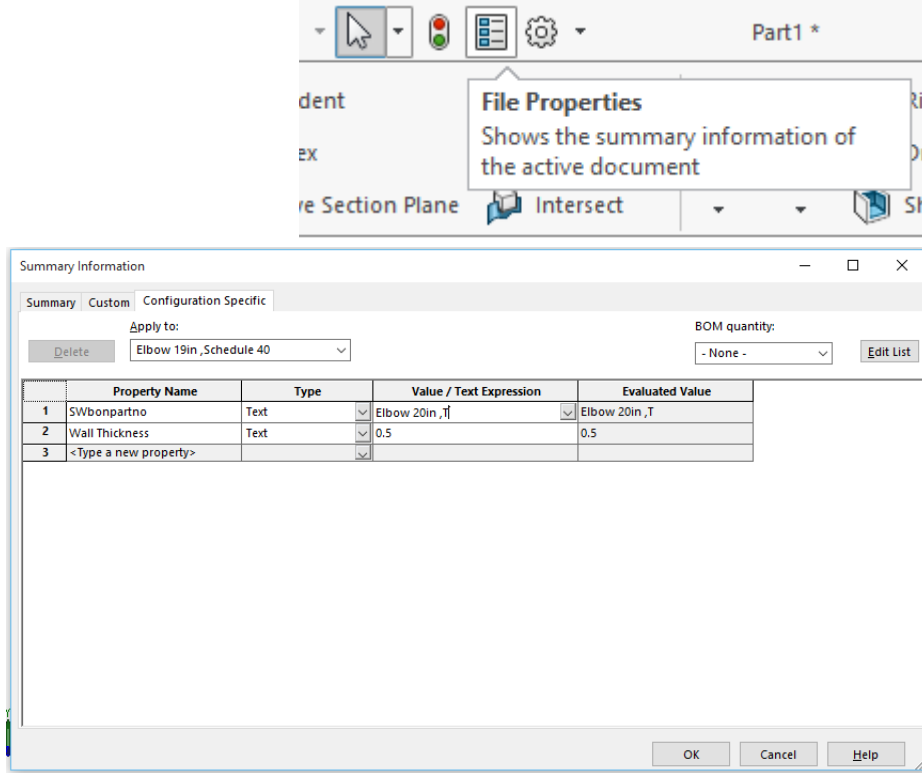 Part1 *
dent
File Properties
Shows the summary information of
the active document
ex
ve Section Plane Intersect
Summary Information
Summary Custom Configuration Specific
Apply to:
BOM quantity:
Delete Elbow 19in ,Schedule 40 - None - Edit List
Property Name Type Value / Text Expression Evaluated Value
1 SWbonpartno Text Elbow 20in ,T Elbow 20in ,T
2 Wall Thickness Text 0.5 0.5
3 <Type a new property>
OK Cancel Help